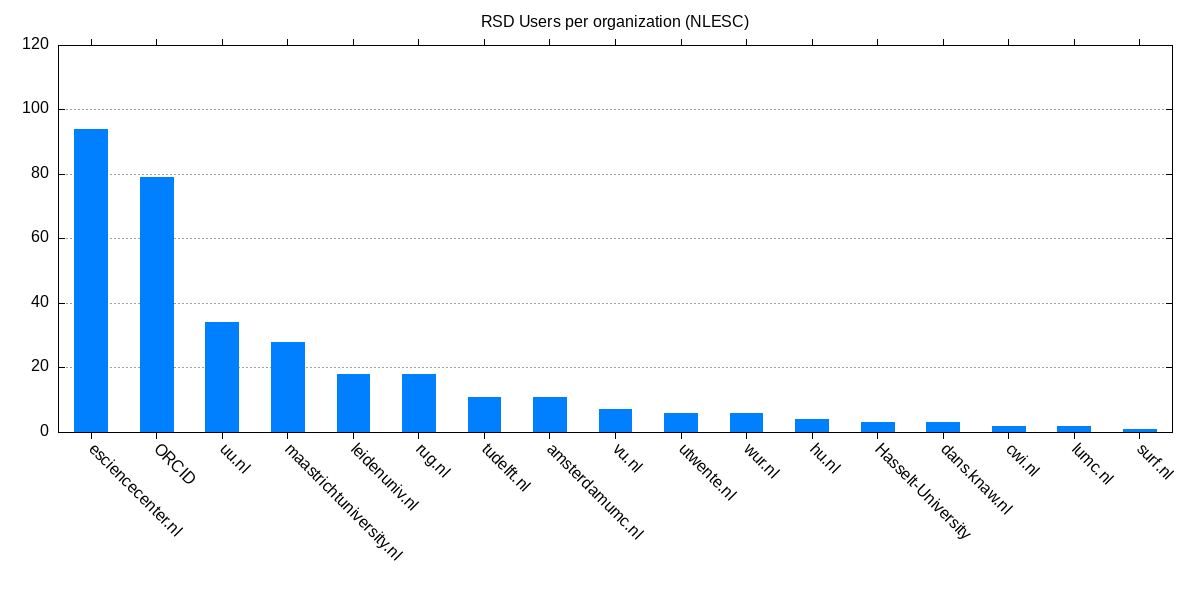 RSD Users per organization (NLESC)
120
100
80
60
40
20
0
esciencecenter.nl
ORCID
uu.nl
maastrichtuniversity.nl
leidenuniv.nl
rug.nl
tudelft.nl
amsterdamumc.nl
vu.nl
utwente.nl
wur.nl
hu.nl
Hasselt-University
dans.knaw.nl
cwi.nl
lumc.nl
surf.nl